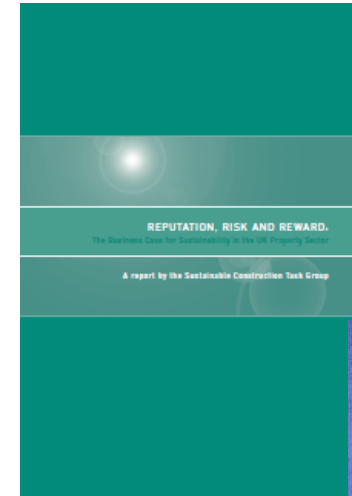 REPUTATION, RISK AND REWARD.
The Business Case for Sustainability in the UK Property Sector
A report by the Sustainable Construction Task Group